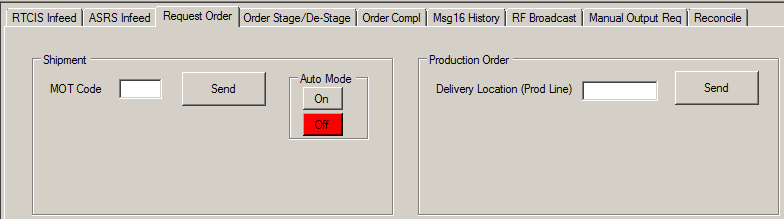 RTCIS Infeed ASRS Infeed Request Order Order Stage/De-Stage Order Compl Msg16 History RF Broadcast Manual Output Req Reconcile
Shipment
MOT Code Send
Auto Mode
On
Off
Production Order
Delivery Location (Prod Line) Send